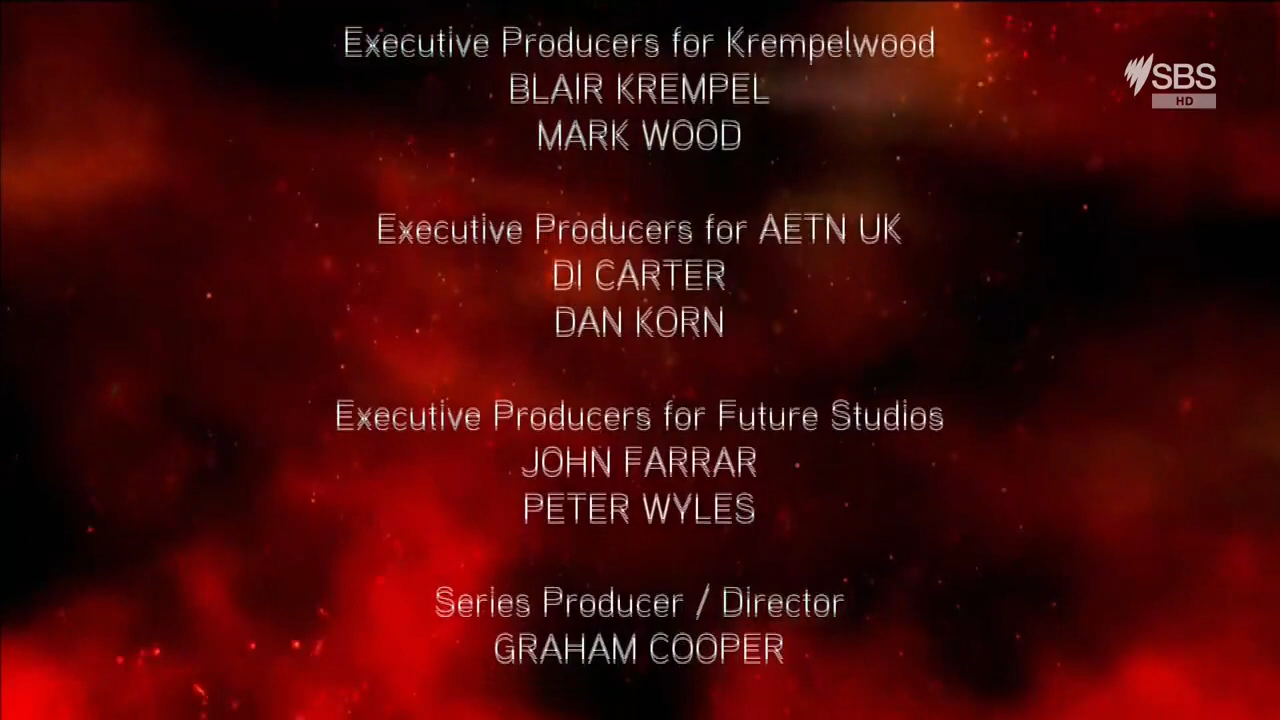 Executive Producers for Krempelwood
BLAIR KREMPEL
MARK WOOD
SBS
HD
Executive Producers for AETN UK
DI CARTER
DAN KORN
Executive Producers for Future Studios
JOHN FARRAR
PETER WYLES
Series Producer / Director
GRAHAM COOPER